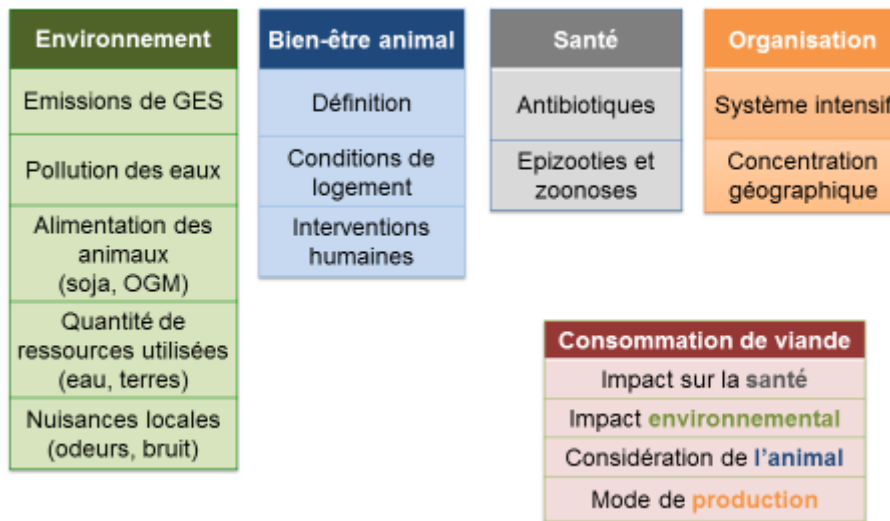 Environnement
Emissions de GES
Pollution des eaux
Alimentation des
animaux
(soja, OGM)
Quantité de
ressources utilisées
(eau, terres)
Nuisances locales
(odeurs, bruit)
Bien-être animal
Définition
Conditions de
logement
Interventions
humaines
Santé
Antibiotiques
Epizooties et
zoonoses
Organisation
Système intensif
Concentration
géographique
Consommation de viande
Impact sur la santé
Impact environnemental
Considération de l'animal
Mode de production